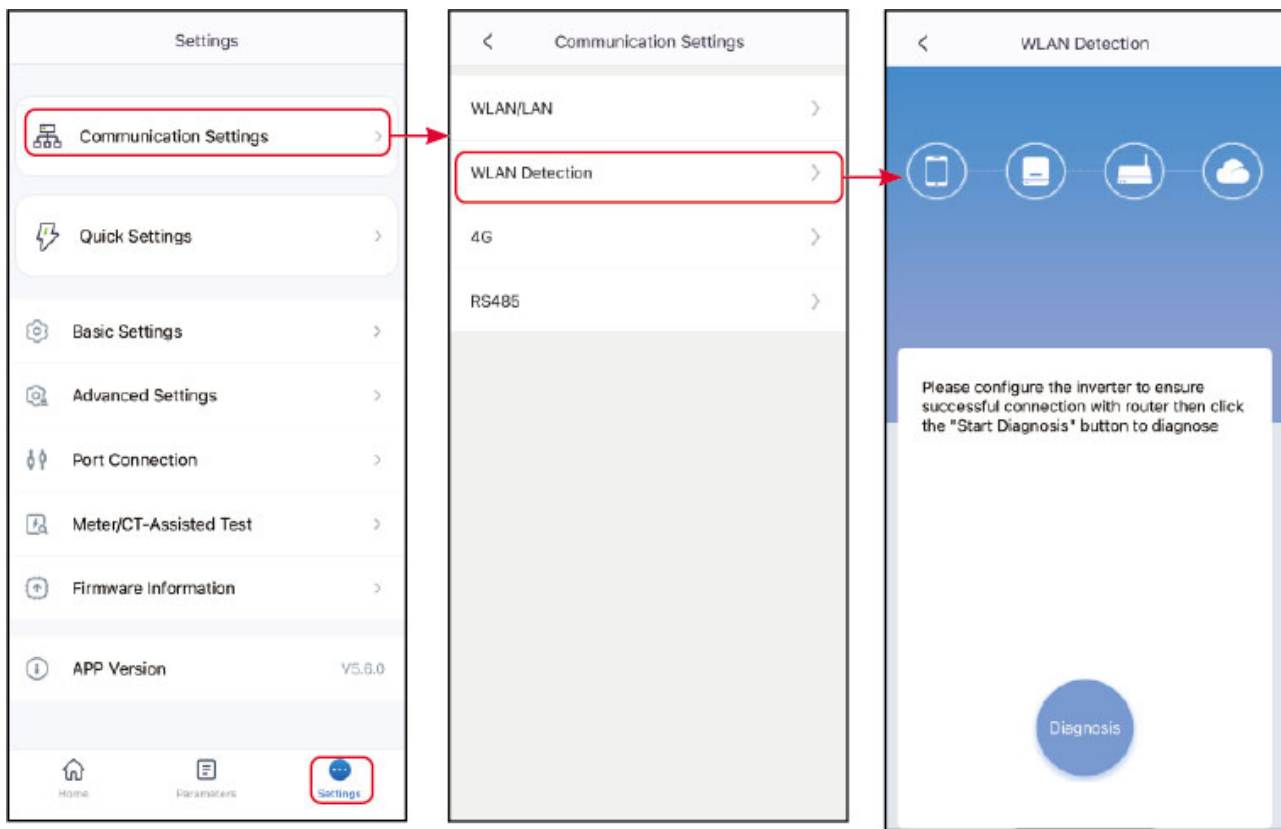 Settings
Communication Settings
Quick Settings
Basic Settings
Advanced Settings
Port Connection
Meter/CT-Assisted Test
Firmware Information
APP Version V5.6.0
Home Parameters Settings
Communication Settings
WLAN/LAN
WLAN Detection
4G
RS485
WLAN Detection
Please configure the inverter to ensure
successful connection with router then click
the "Start Diagnosis" button to diagnose
Diagnosis